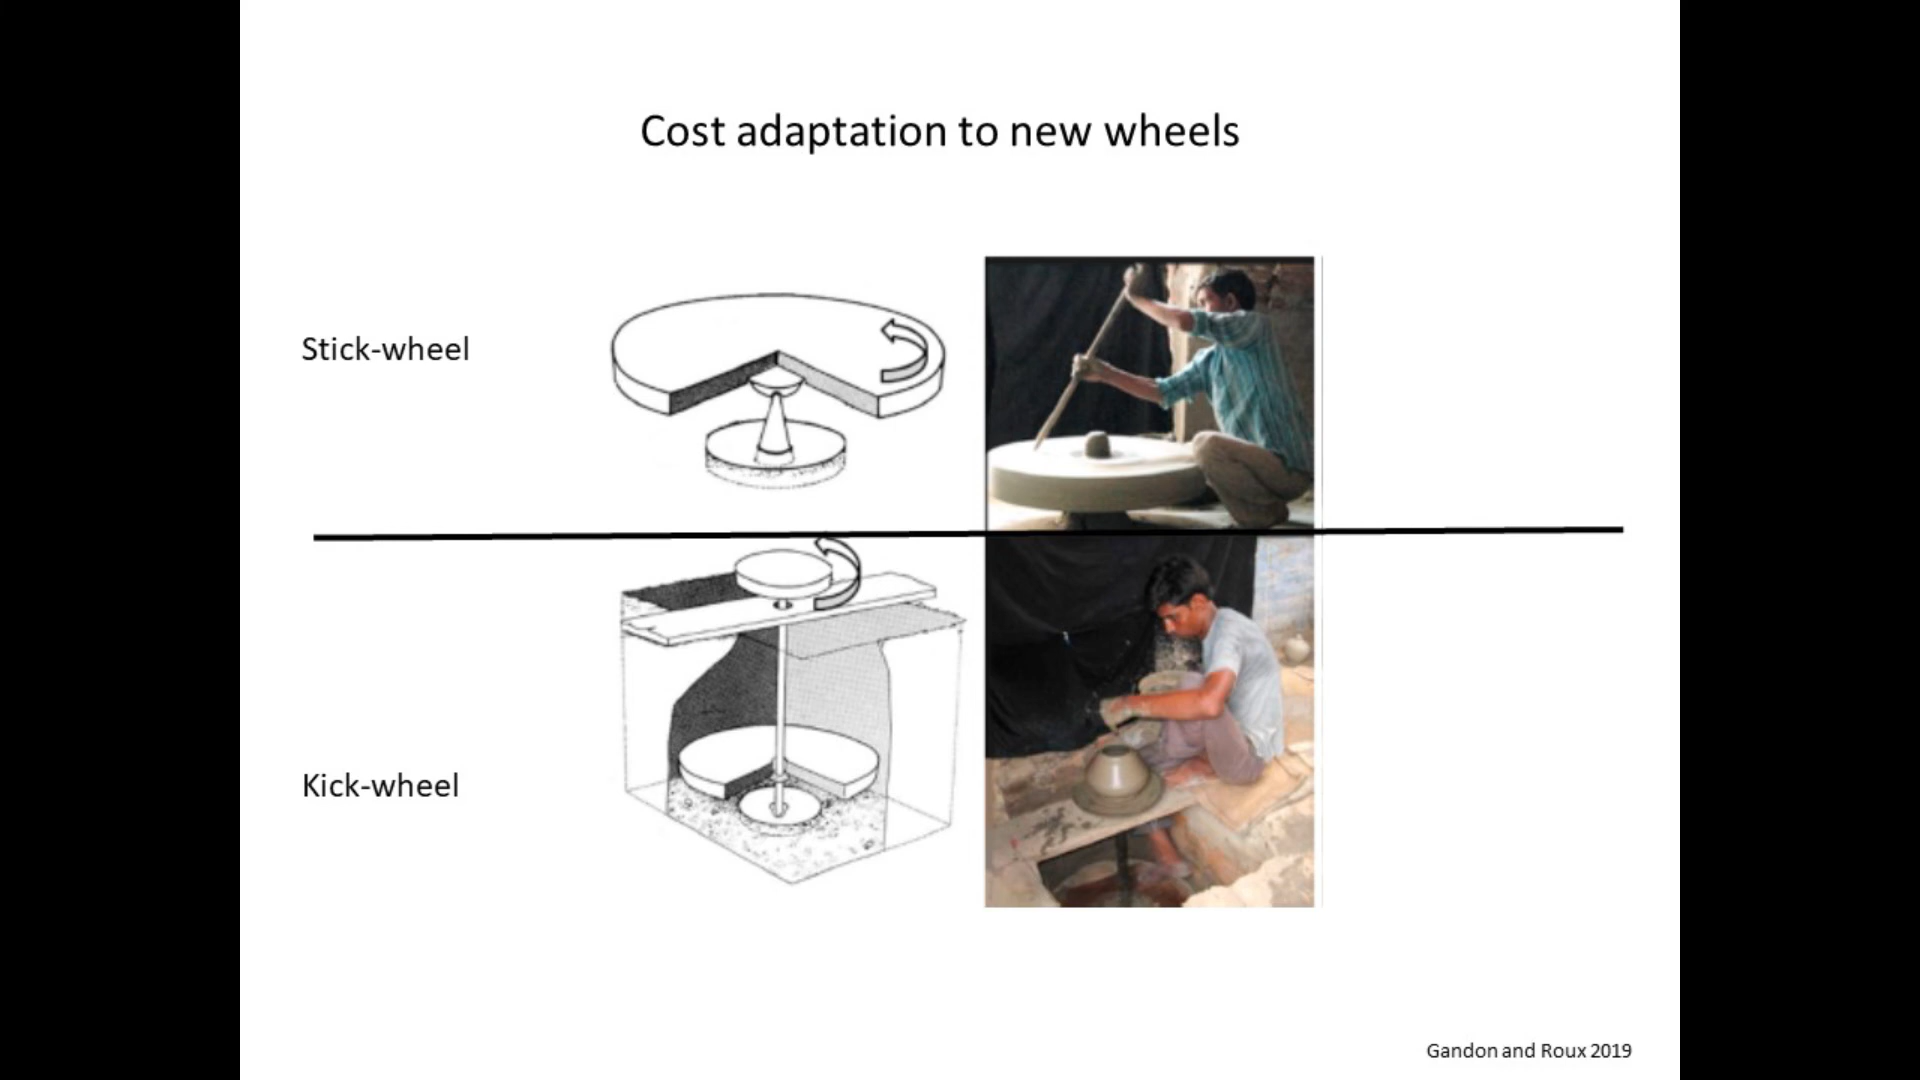 Cost adaptation to new wheels
Stick-wheel
Kick-wheel
Gandon and Roux 2019